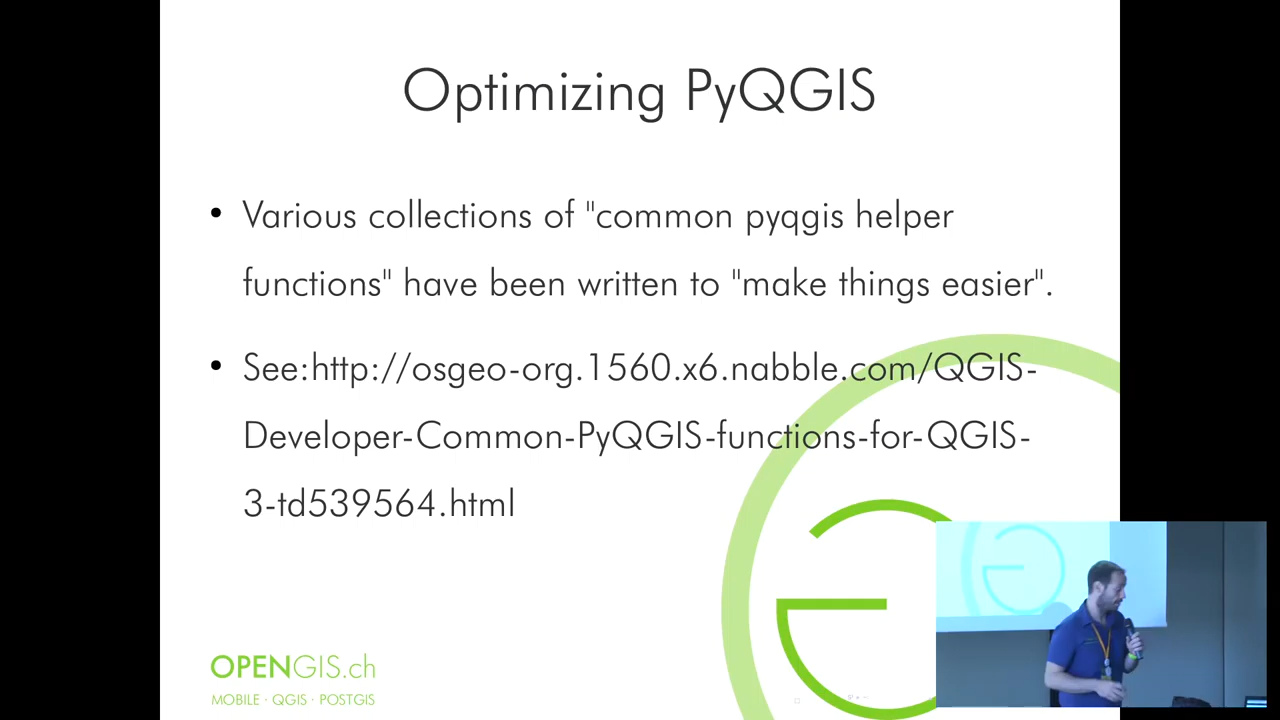 Optimizing PyQGIS
• Various collections of "common pyqgis helper
functions" have been written to "make things easier".
• See:http://osgeo-org.1560.x6.nabble.com/QGIS-
Developer-Common-PyQGIS-functions-for-QGIS-
3-td539564.html
OPENGIS.ch
MOBILE · QGIS · POSTGIS